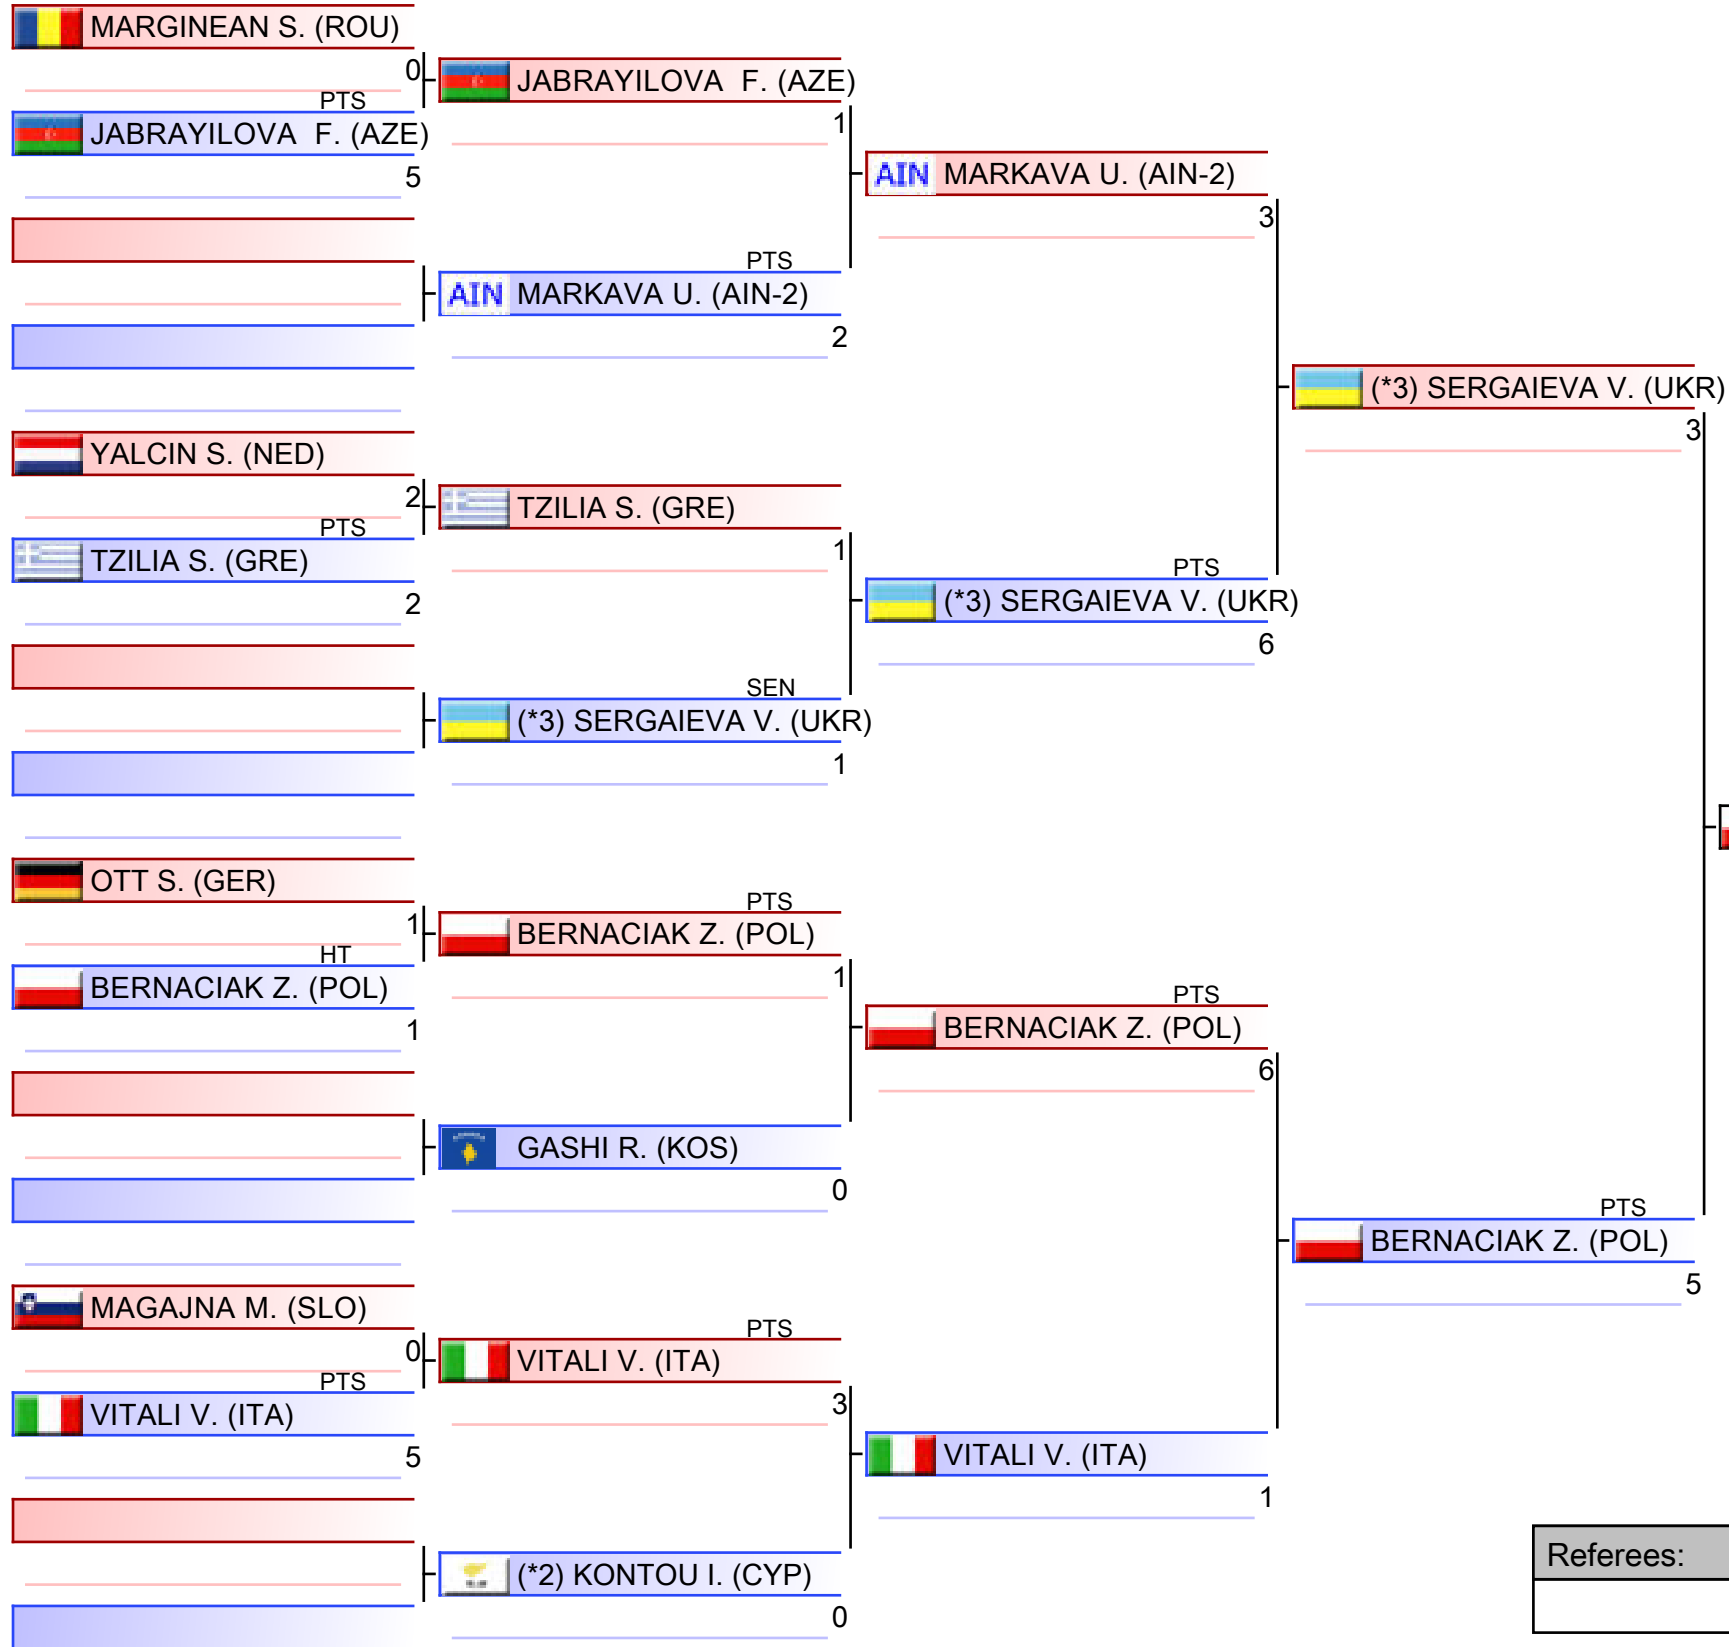 MARGINEAN S. (ROU)
0
PTS
JABRAYILOVA F. (AZE)
5
YALCIN S. (NED)
2
PTS
TZILIA S. (GRE)
2
OTT S. (GER)
1
HT
BERNACIAK Z. (POL)
1
MAGAJNA M. (SLO)
0
PTS
VITALI V. (ITA)
5
JABRAYILOVA F. (AZE)
1
PTS
AIN MARKAVA U. (AIN-2)
2
TZILIA S. (GRE)
1
SEN
(*3) SERGAIEVA V. (UKR)
1
PTS
BERNACIAK Z. (POL)
1
GASHI R. (KOS)
0
PTS
VITALI V. (ITA)
3
(*2) KONTOU I. (CYP)
0
AIN MARKAVA U. (AIN-2)
3
PTS
(*3) SERGAIEVA V. (UKR)
6
PTS
BERNACIAK Z. (POL)
6
VITALI V. (ITA)
1
(*3) SERGAIEVA V. (UKR)
3
PTS
BERNACIAK Z. (POL)
5
Referees: